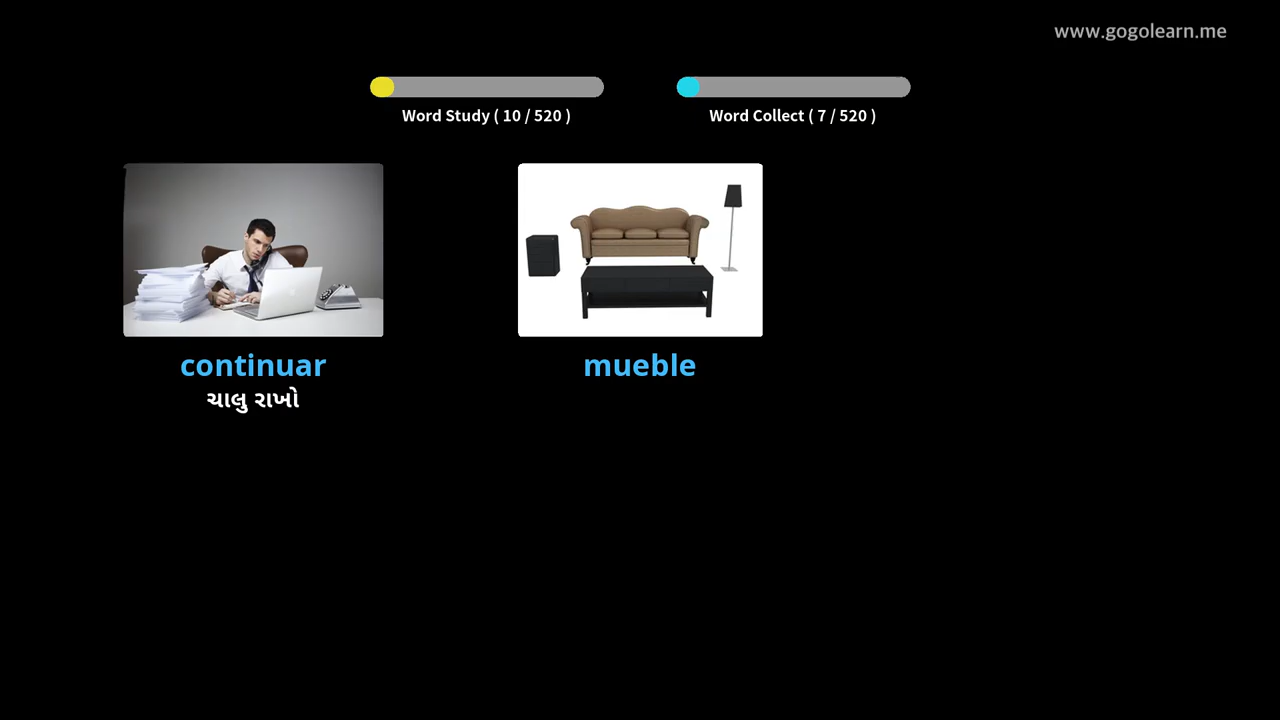 www.gogolearn.me
Word Study ( 10 / 520 )
Word Collect ( 7 / 520 )
continuar
ચાલુ રાખો
mueble